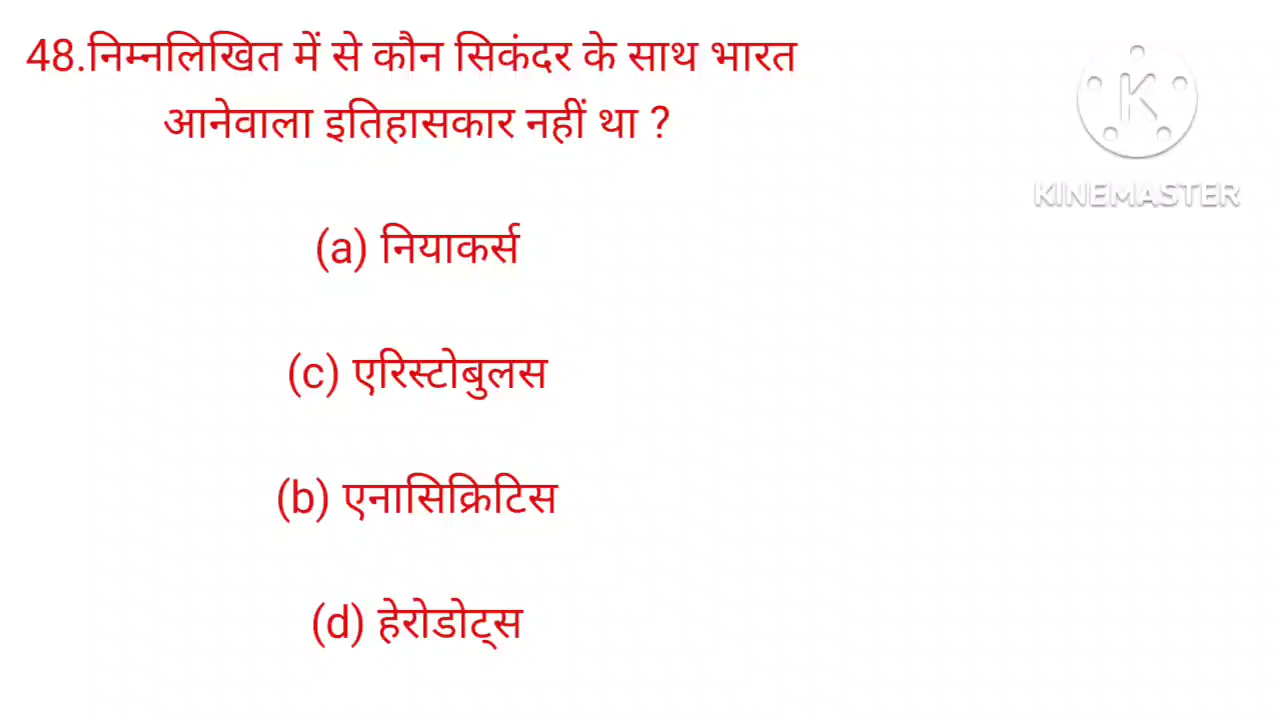 48.निम्नलिखित में से कौन सिकंदर के साथ भारत
आनेवाला इतिहासकार नहीं था ?
(a) नियाकर्स
(c) एरिस्टोबुलस
(b) एनासिक्रिटिस
(d) हेरोडोट्स
K
KINEMASTER